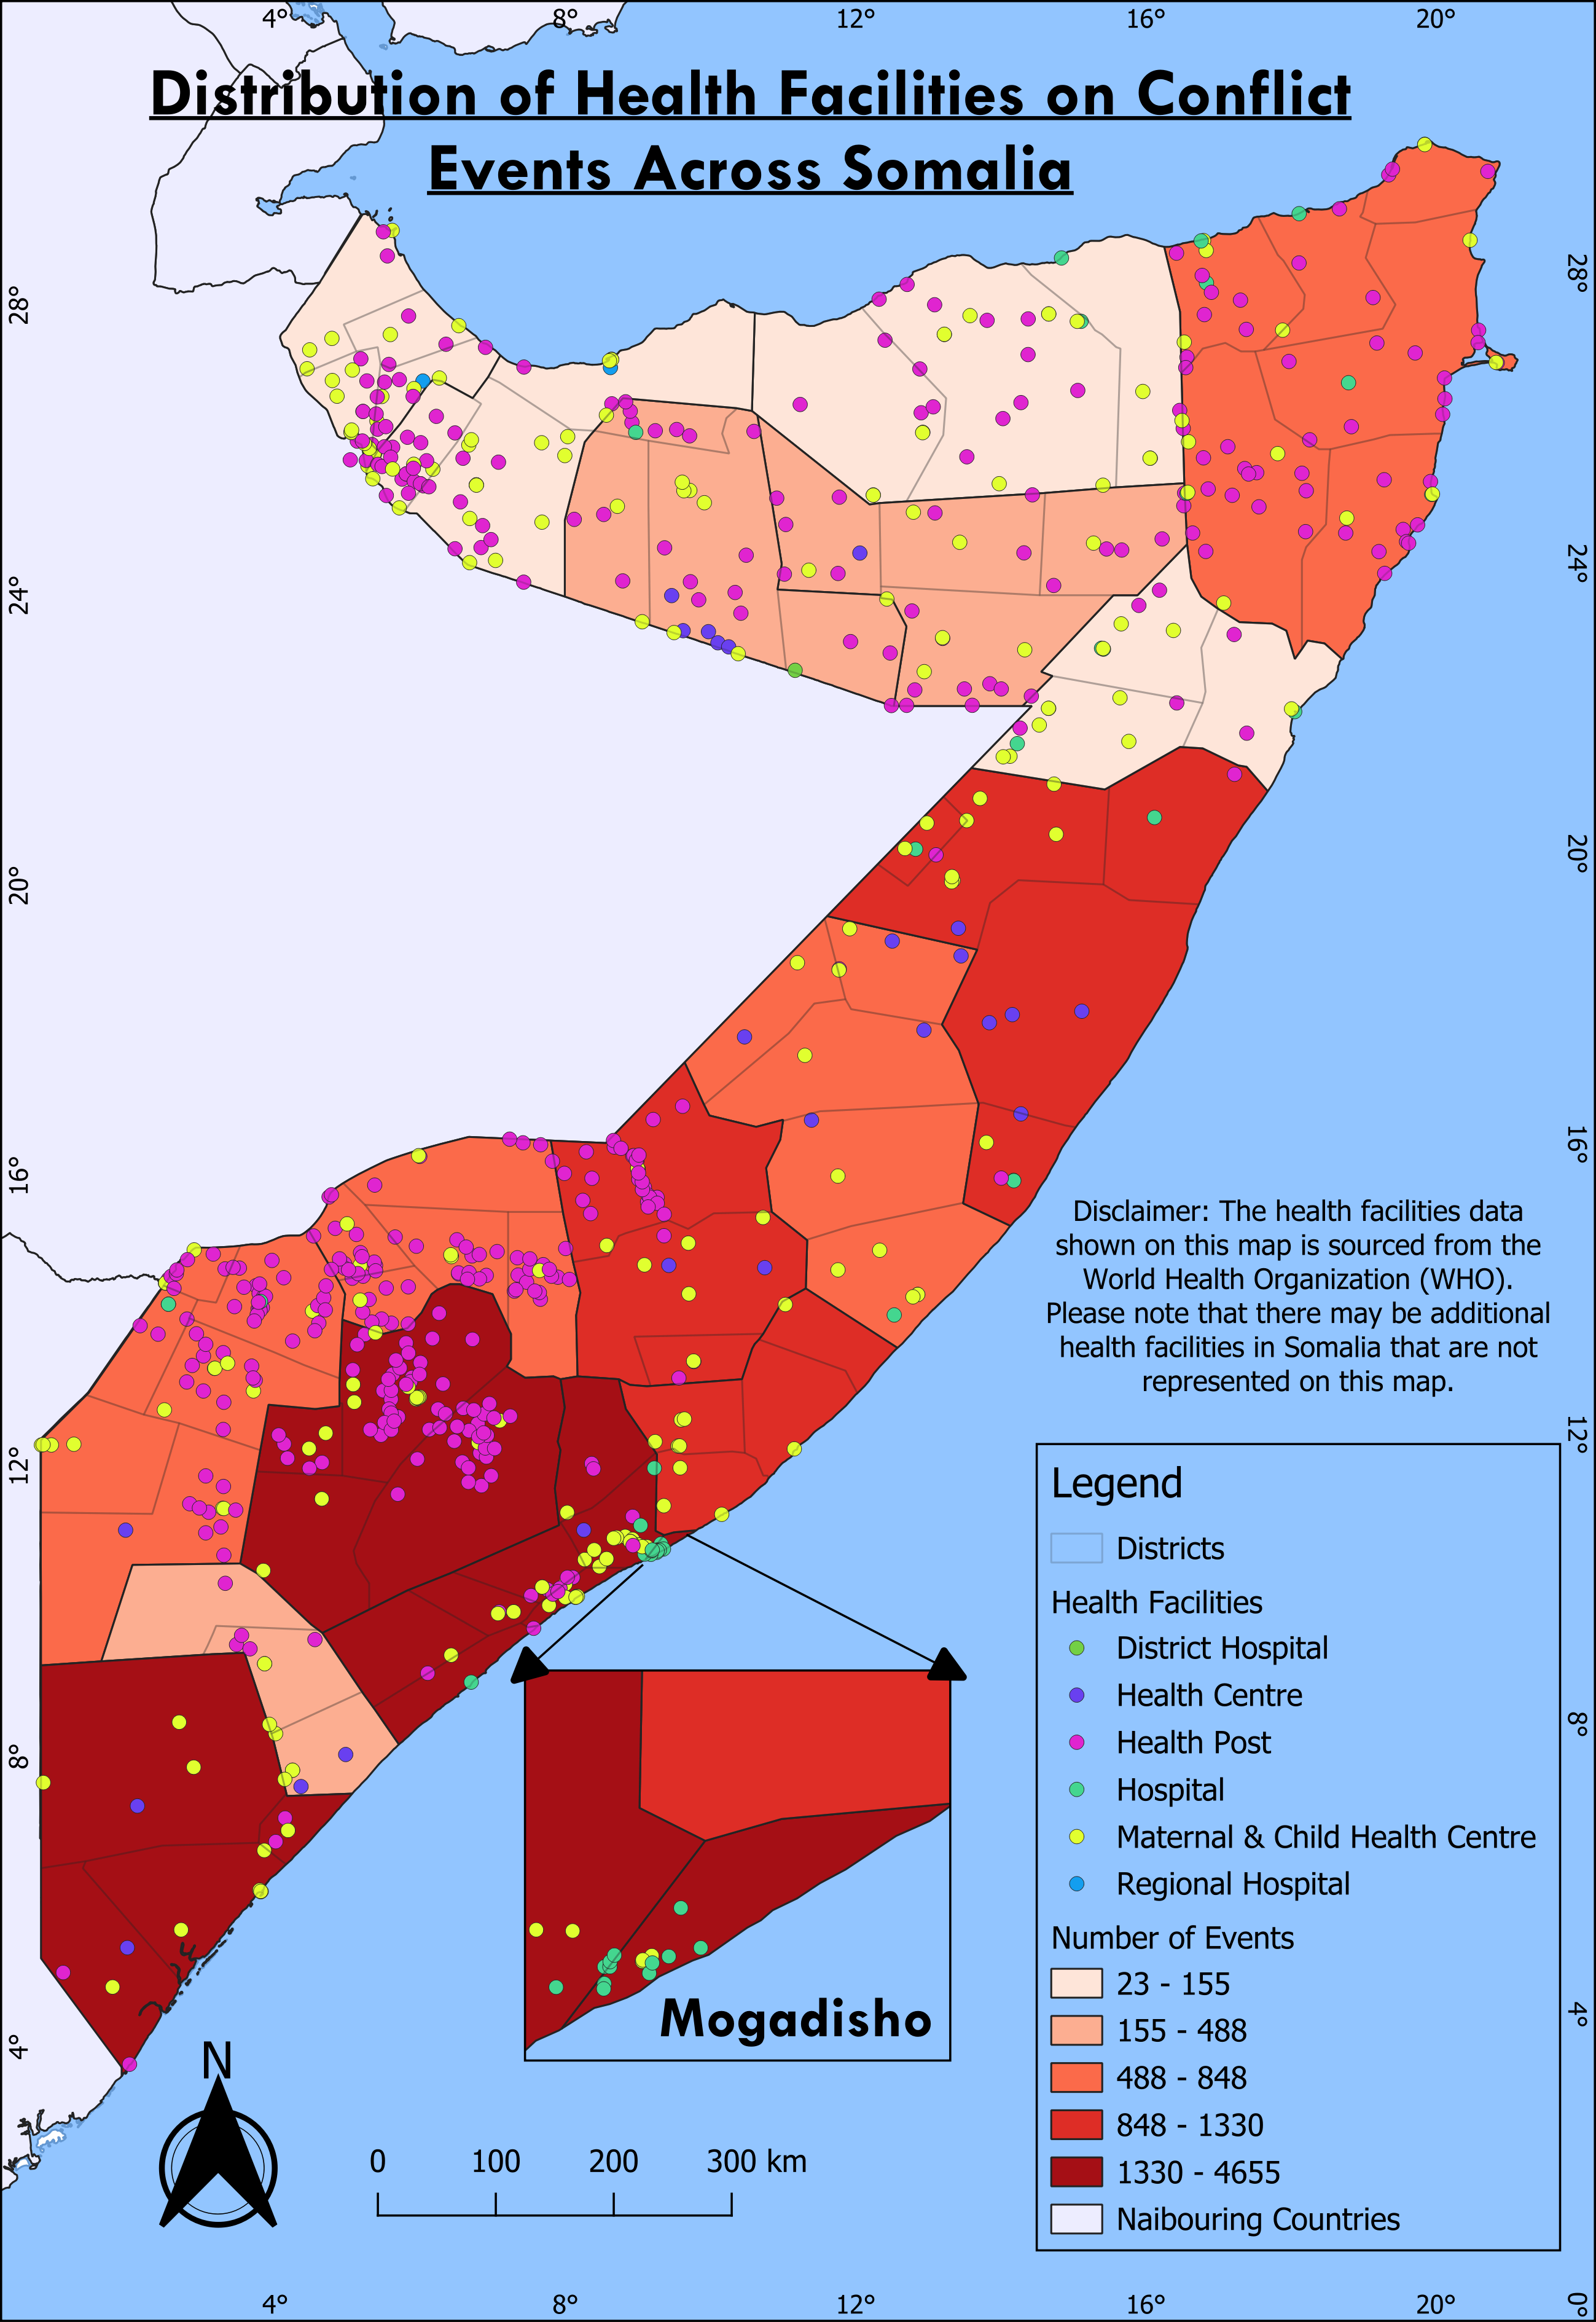 4°
8°
12°
16°
20°
Distribution of Health Facilities on Conflict
Events Across Somalia
28°
28°
24°
24°
20°
20°
16°
16°
Disclaimer: The health facilities data
shown on this map is sourced from the
World Health Organization (WHO).
Please note that there may be additional
health facilities in Somalia that are not
represented on this map.
12°
12°
Legend
Districts
Health Facilities
District Hospital
Health Centre
Health Post
Hospital
Maternal & Child Health Centre
Regional Hospital
Number of Events
23 - 155
155 - 488
488 - 848
848 - 1330
1330 - 4655
Naibouring Countries
8°
8°
Mogadisho
4°
4°
N
0 100 200 300 km
4°
8°
12°
16°
20°
0°